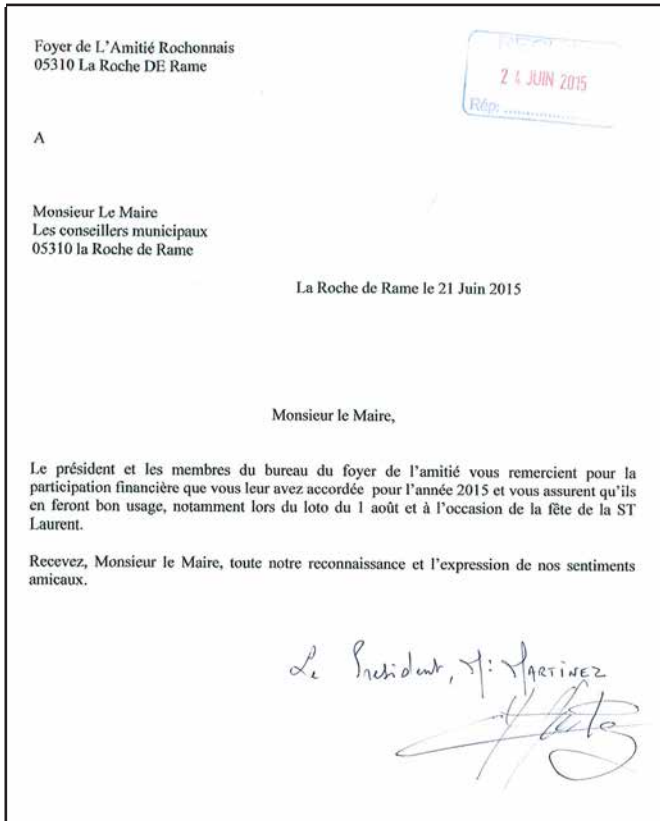 Foyer de L'Amitié Rochonnais
05310 La Roche DE Rame
24 JUIN 2015
Rép: ....................
A
Monsieur Le Maire
Les conseillers municipaux
05310 la Roche de Rame
La Roche de Rame le 21 Juin 2015
Monsieur le Maire,
Le président et les membres du bureau du foyer de l'amitié vous remercient pour la
participation financière que vous leur avez accordée pour l'année 2015 et vous assurent qu'ils
en feront bon usage, notamment lors du loto du 1 août et à l'occasion de la fête de la ST
Laurent.
Recevez, Monsieur le Maire, toute notre reconnaissance et l'expression de nos sentiments
amicaux.
Le President, M: MARTINEZ